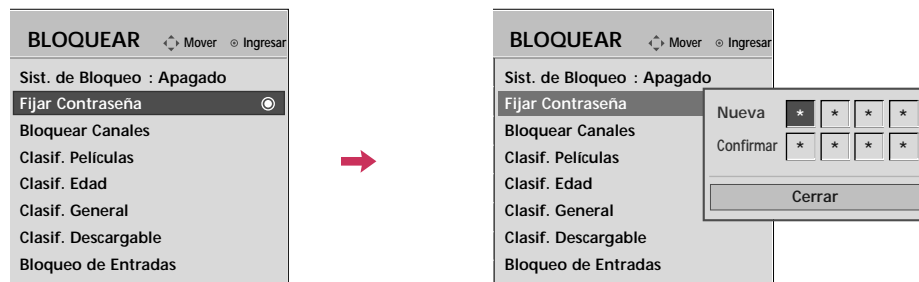 BLOQUEAR Mover Ingresar
Sist. de Bloqueo : Apagado
Fijar Contraseña
Bloquear Canales
Clasif. Películas
Clasif. Edad
Clasif. General
Clasif. Descargable
Bloqueo de Entradas
BLOQUEAR Mover Ingresar
Sist. de Bloqueo : Apagado
Fijar Contraseña
Bloquear Canales
Clasif. Películas
Clasif. Edad
Clasif. General
Clasif. Descargable
Bloqueo de Entradas
Nueva * * * *
Confirmar * * * *
Cerrar